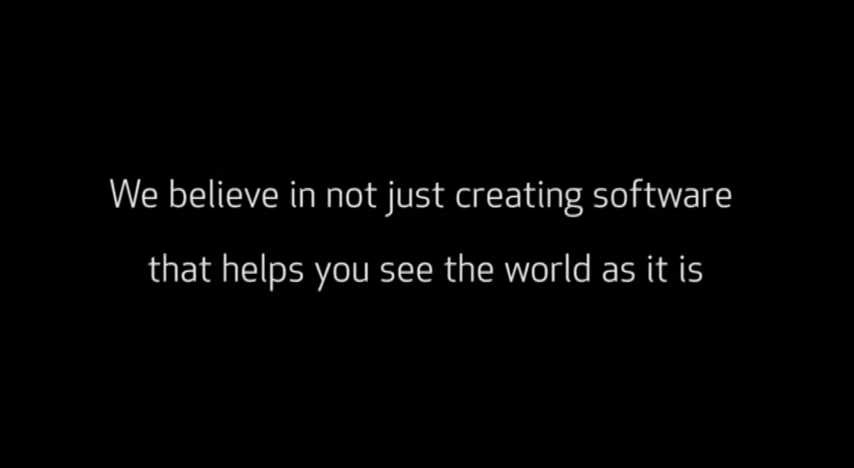 We believe in not just creating software
that helps you see the world as it is